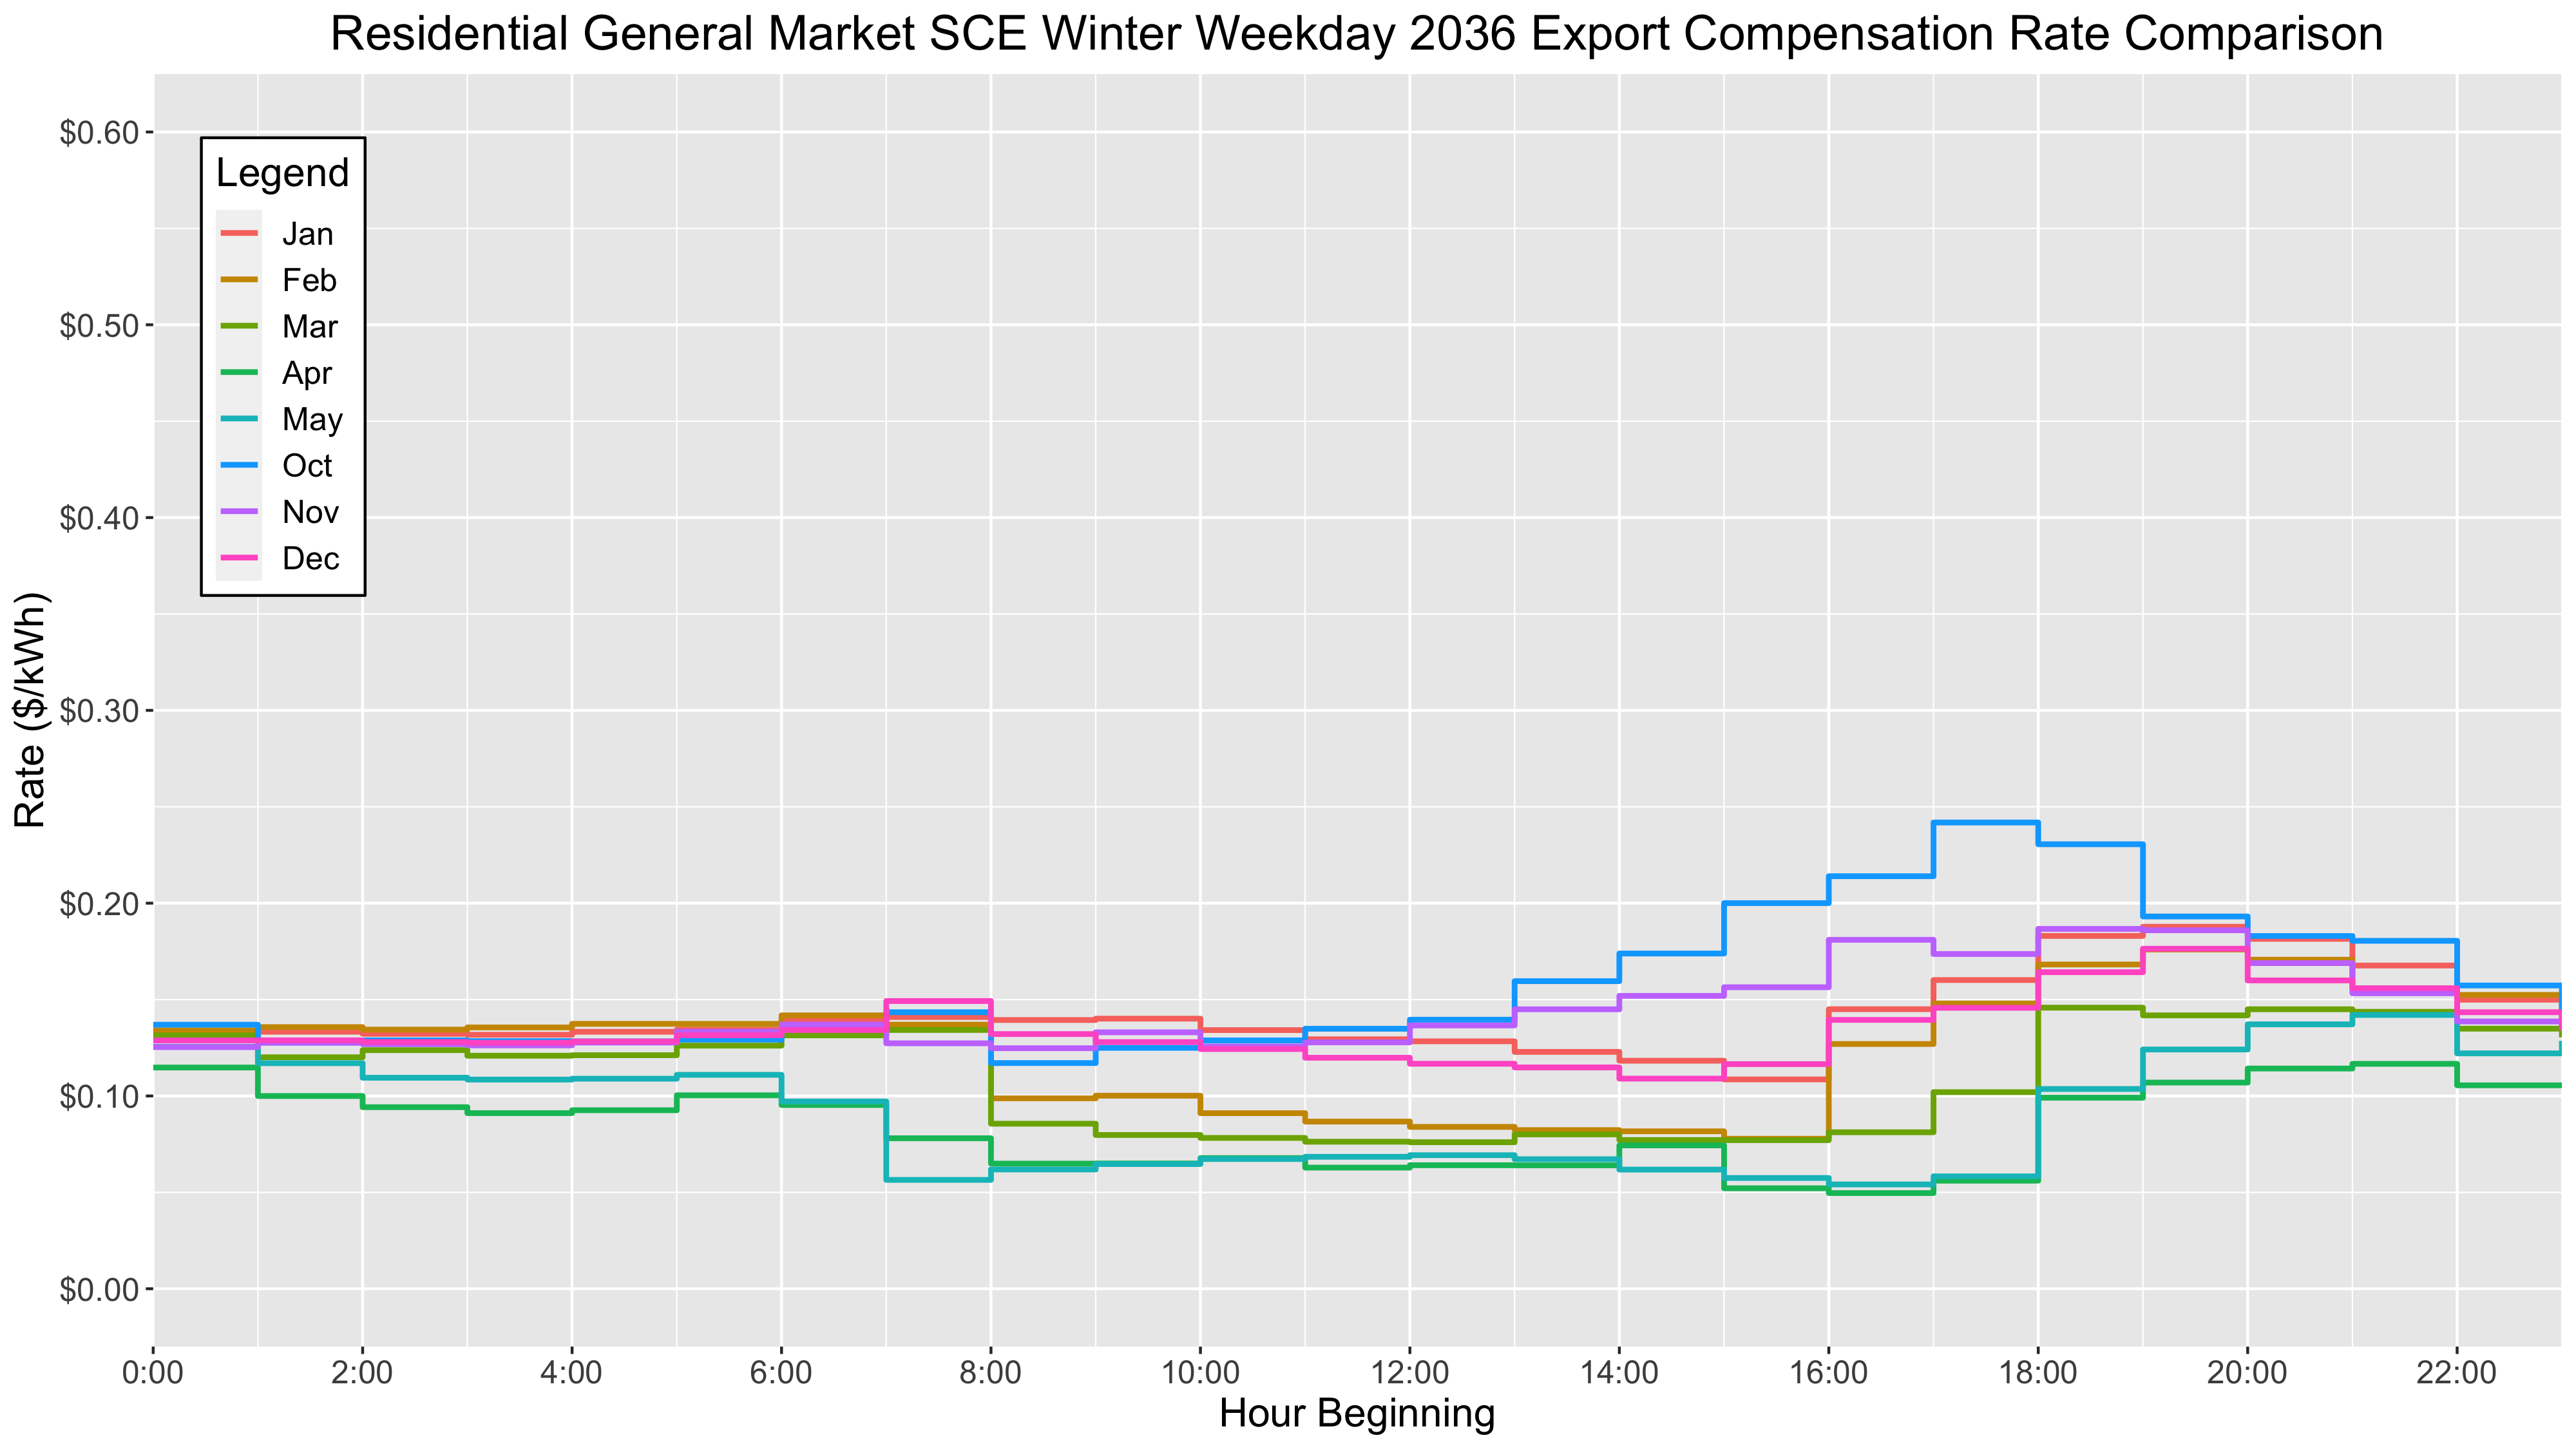 Residential General Market SCE Winter Weekday 2036 Export Compensation Rate Comparison
$0.60
$0.50
$0.40
$0.30
$0.20
$0.10
$0.00
Rate ($/kWh)
Legend
Jan
Feb
Mar
Apr
May
Oct
Nov
Dec
0:00 2:00 4:00 6:00 8:00 10:00 12:00 14:00 16:00 18:00 20:00 22:00
Hour Beginning